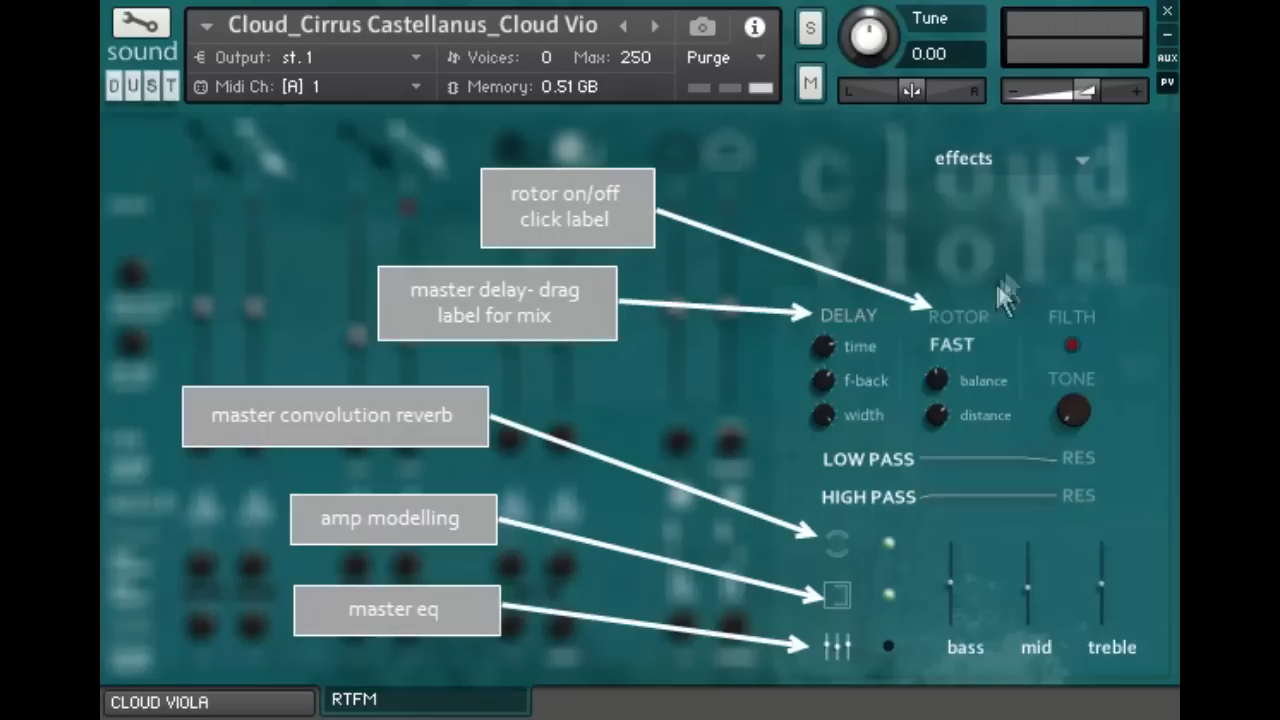 sound
DUST
Cloud_Cirrus Castellanus_Cloud Vio
Output: st. 1
Voices: 0 Max: 250
Purge
Midi Ch: [A] 1
Memory: 0.51 GB
S
M
Tune
0.00
L R
- +
X
-
AUX
PV
cloud
viola
effects
rotor on/off
click label
master delay- drag
label for mix
master convolution reverb
amp modelling
master eq
DELAY
time
f-back
width
ROTOR
FAST
balance
distance
FILTH
TONE
LOW PASS RES
HIGH PASS RES
bass mid treble
CLOUD VIOLA
RTFM